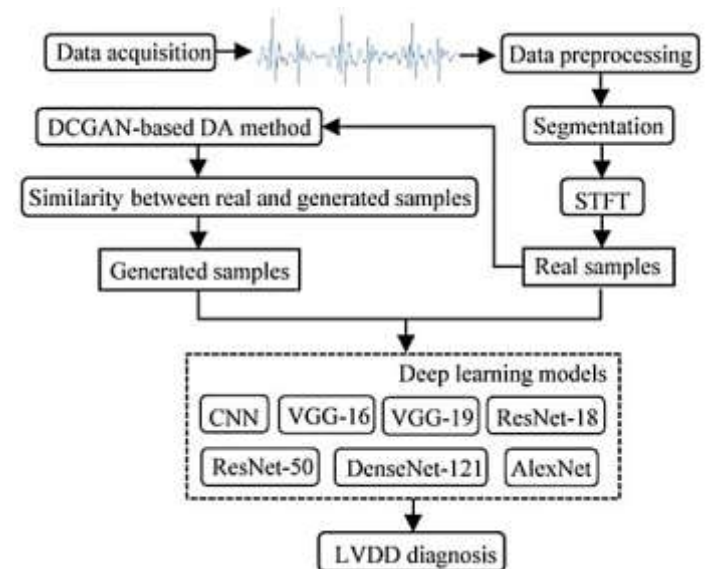 Data acquisition
Data preprocessing
DCGAN-based DA method
Segmentation
Similarity between real and generated samples
STFT
Generated samples
Real samples
Deep learning models
CNN
VGG-16
VGG-19
ResNet-18
ResNet-50
DenseNet-121
AlexNet
LVDD diagnosis